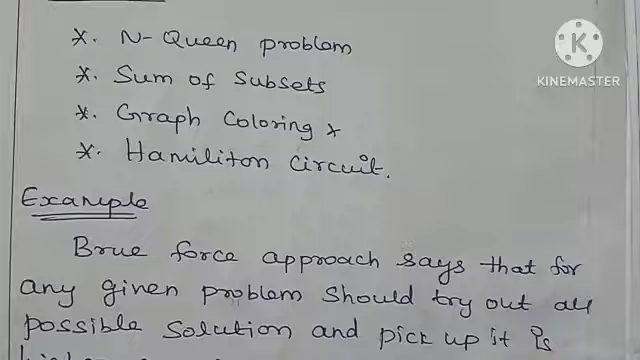 *. N-Queen problem
*. Sum of Subsets
*. Graph Coloring *
*. Hamiliton Circuit.
KINEMASTER
Example
Brue force approach says that for
any given problem should try out all
possible solution and pick up it is